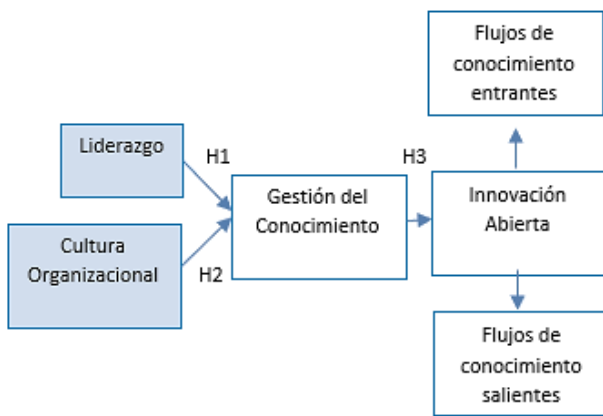 Flujos de
conocimiento
entrantes
Liderazgo
H1
H3
Gestión del
Conocimiento
Innovación
Abierta
Cultura
Organizacional
H2
Flujos de
conocimiento
salientes